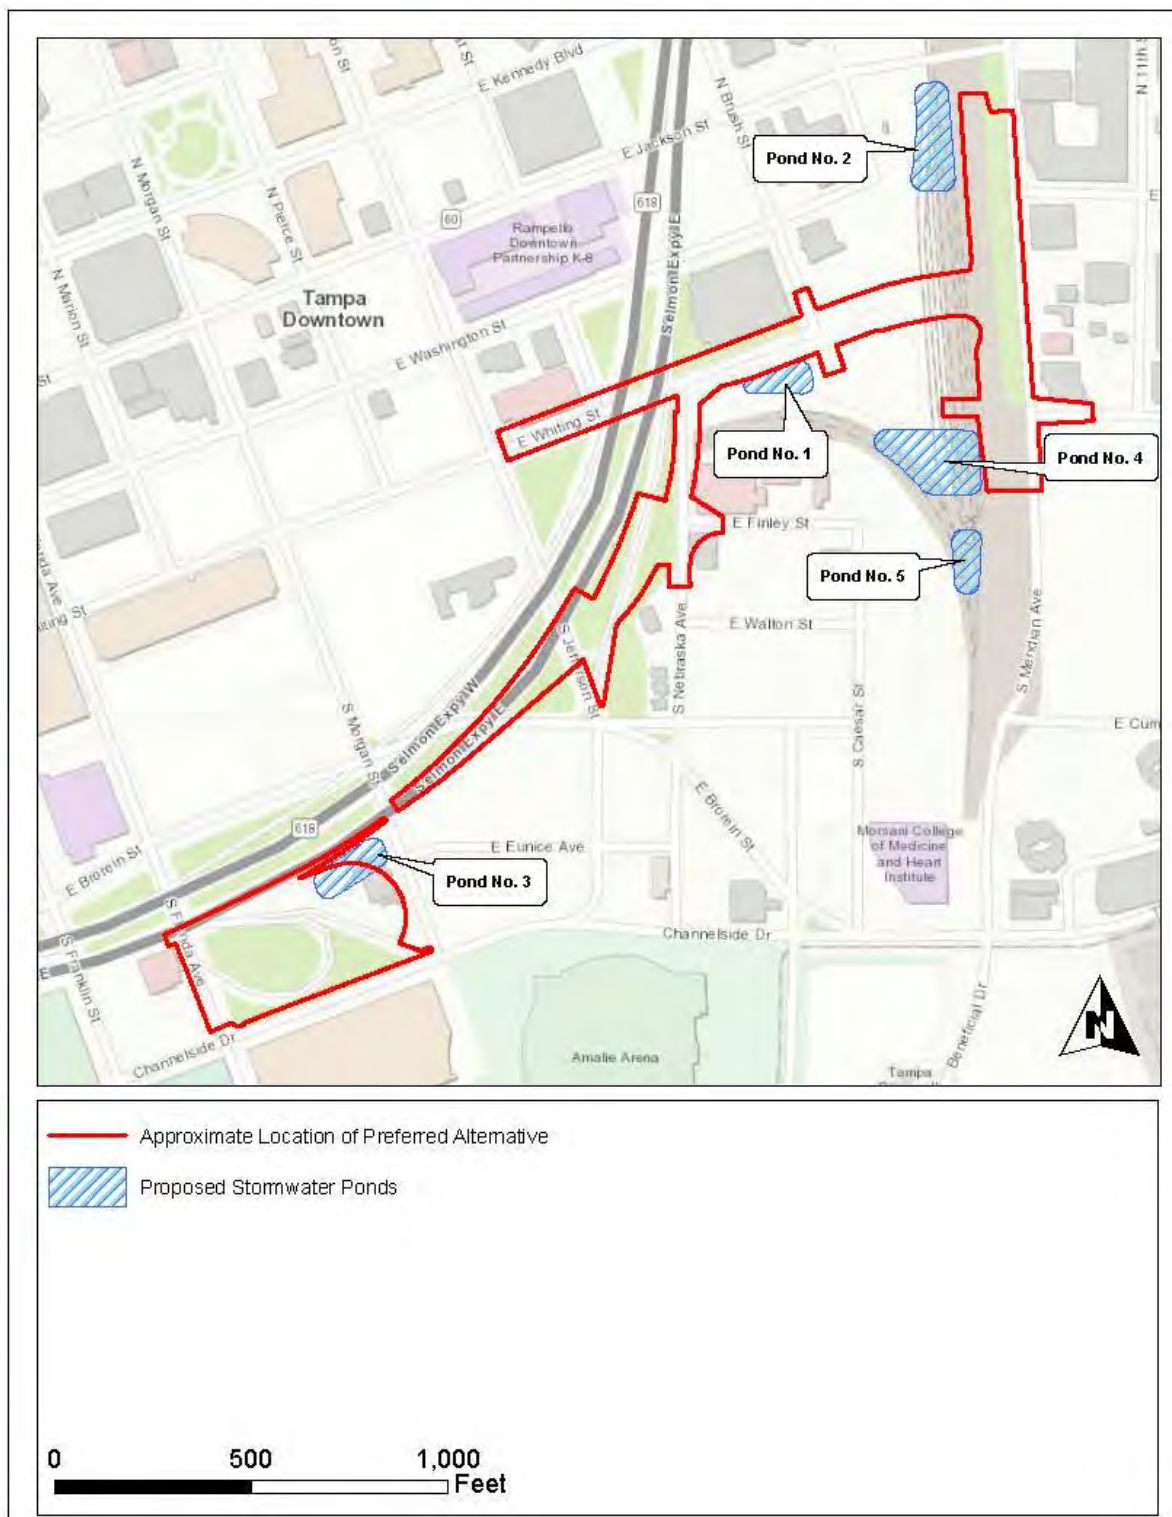 E Kennedy Blvd
N 11th S
N Brush St
E Jackson St
Pond No. 2
N Morgan St
N Pierce St
60
618
Rampello
Downtown
Partnership K-8
Selmon Expy E
N Marion St
Tampa
Downtown
E Washington St
St
E Whiting St
Pond No. 1
Pond No. 4
E Finley St
Pond No. 5
E Walton St
S Jefferson St
S Nebraska Ave
S Meridian Ave
S Caesar St
E Cum
S Morgan St
Selmon Expy W
Selmon Expy E
618
E Brorein St
E Brorein St
E Eunice Ave
Morsani College
of Medicine
and Heart
Institute
Pond No. 3
S Florida Ave
S Franklin St
E
Channelside Dr
Channelside Dr
Beneficial Dr
N
Amalie Arena
Tampa
Approximate Location of Preferred Alternative
Proposed Stormwater Ponds
0 500 1,000
Feet